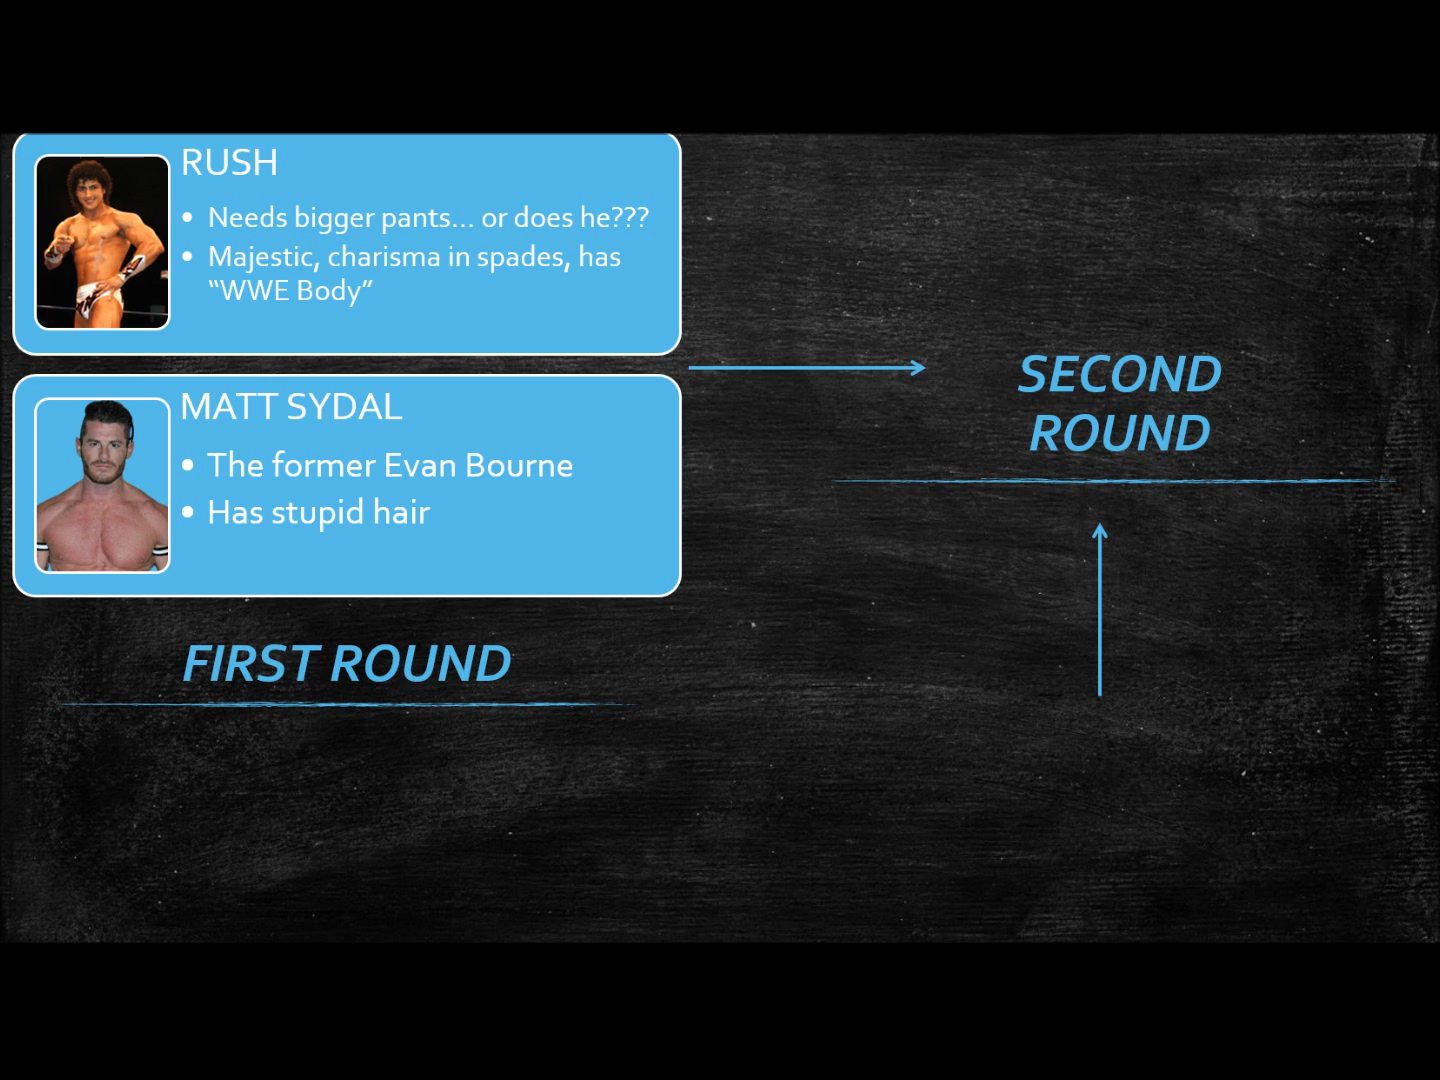 RUSH
• Needs bigger pants... or does he???
• Majestic, charisma in spades, has
“WWE Body”
MATT SYDAL
• The former Evan Bourne
• Has stupid hair
FIRST ROUND
SECOND
ROUND